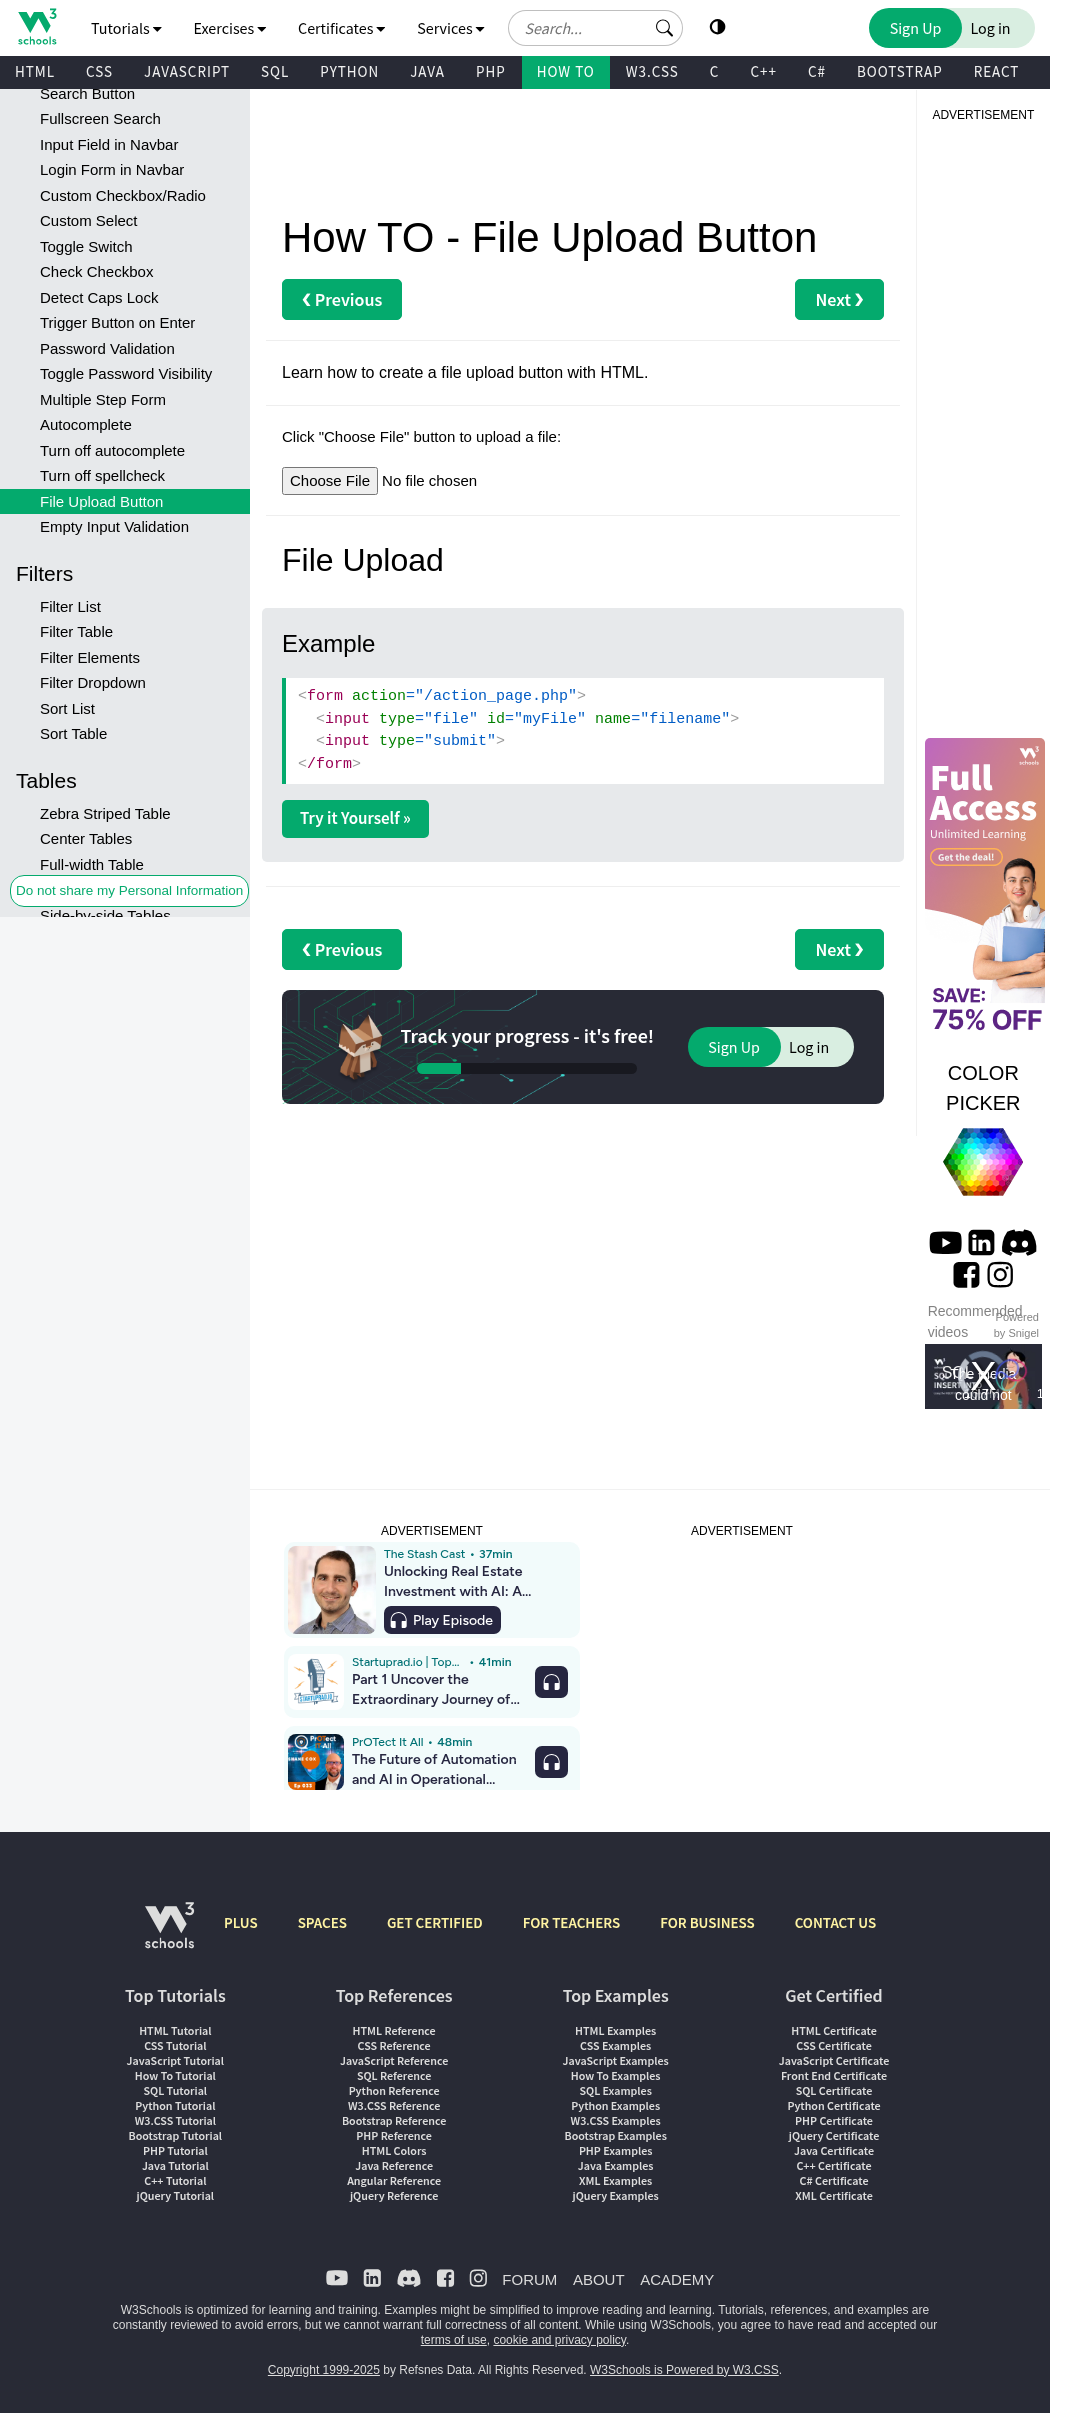 W3 schools
Tutorials Exercises Certificates Services Search... Sign Up Log in
HTML CSS JAVASCRIPT SQL PYTHON JAVA PHP HOW TO W3.CSS C C++ C# BOOTSTRAP REACT
Search Button
Fullscreen Search
Input Field in Navbar
Login Form in Navbar
Custom Checkbox/Radio
Custom Select
Toggle Switch
Check Checkbox
Detect Caps Lock
Trigger Button on Enter
Password Validation
Toggle Password Visibility
Multiple Step Form
Autocomplete
Turn off autocomplete
Turn off spellcheck
File Upload Button
Empty Input Validation
Filters
Filter List
Filter Table
Filter Elements
Filter Dropdown
Sort List
Sort Table
Tables
Zebra Striped Table
Center Tables
Full-width Table
Do not share my Personal Information
Side-by-side Tables
How TO - File Upload Button
❮ Previous Next ❯
Learn how to create a file upload button with HTML.
Click "Choose File" button to upload a file:
Choose File No file chosen
File Upload
Example
<form action="/action_page.php">
<input type="file" id="myFile" name="filename">
<input type="submit">
</form>
Try it Yourself »
❮ Previous Next ❯
Track your progress - it's free! Sign Up Log in
ADVERTISEMENT
W3 schools
Full
Access
Unlimited Learning
Get the deal!
SAVE:
75% OFF
COLOR
PICKER
Recommended
videos
Powered
by Snigel
The media
could not
ADVERTISEMENT
The Stash Cast • 37min
Unlocking Real Estate
Investment with AI: A...
Play Episode
Startuprad.io | Top... • 41min
Part 1 Uncover the
Extraordinary Journey of...
STARTUPRAD.IO
PrOTect It All • 48min
The Future of Automation
and AI in Operational...
PrOTect It All
Ep 033
ADVERTISEMENT
W3 schools
PLUS SPACES GET CERTIFIED FOR TEACHERS FOR BUSINESS CONTACT US
Top Tutorials
HTML Tutorial
CSS Tutorial
JavaScript Tutorial
How To Tutorial
SQL Tutorial
Python Tutorial
W3.CSS Tutorial
Bootstrap Tutorial
PHP Tutorial
Java Tutorial
C++ Tutorial
jQuery Tutorial
Top References
HTML Reference
CSS Reference
JavaScript Reference
SQL Reference
Python Reference
W3.CSS Reference
Bootstrap Reference
PHP Reference
HTML Colors
Java Reference
Angular Reference
jQuery Reference
Top Examples
HTML Examples
CSS Examples
JavaScript Examples
How To Examples
SQL Examples
Python Examples
W3.CSS Examples
Bootstrap Examples
PHP Examples
Java Examples
XML Examples
jQuery Examples
Get Certified
HTML Certificate
CSS Certificate
JavaScript Certificate
Front End Certificate
SQL Certificate
Python Certificate
PHP Certificate
jQuery Certificate
Java Certificate
C++ Certificate
C# Certificate
XML Certificate
FORUM ABOUT ACADEMY
W3Schools is optimized for learning and training. Examples might be simplified to improve reading and learning. Tutorials, references, and examples are
constantly reviewed to avoid errors, but we cannot warrant full correctness of all content. While using W3Schools, you agree to have read and accepted our
terms of use, cookie and privacy policy.
Copyright 1999-2025 by Refsnes Data. All Rights Reserved. W3Schools is Powered by W3.CSS.